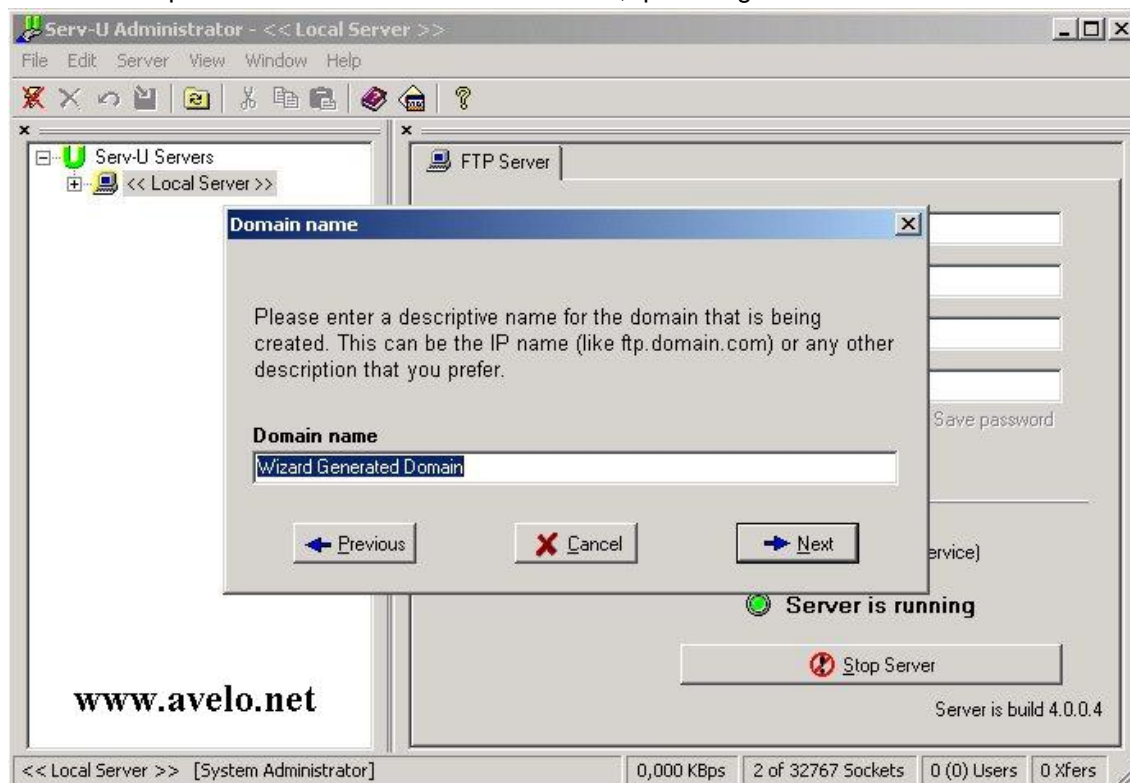 Serv-U Administrator - << Local Server >>
File Edit Server View Window Help
Serv-U Servers
<< Local Server >>
FTP Server
Domain name
Please enter a descriptive name for the domain that is being
created. This can be the IP name (like ftp.domain.com) or any other
description that you prefer.
Save password
Domain name
Wizard Generated Domain
Previous
Cancel
Next
ervice)
Server is running
Stop Server
www.avelo.net
Server is build 4.0.0.4
<< Local Server >> [System Administrator] 0,000 KBps 2 of 32767 Sockets 0 (0) Users 0 Xfers